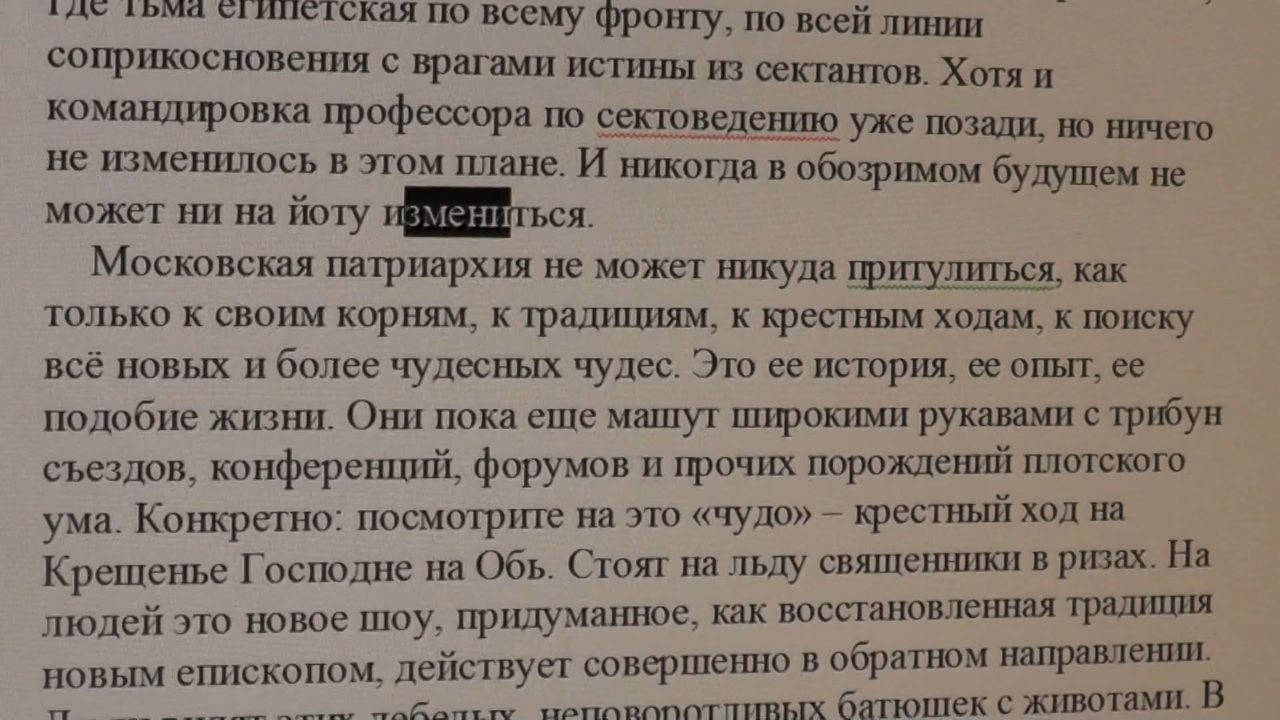 Где тьма египетская по всему фронту, по всей линии
соприкосновения с врагами истины из сектантов. Хотя и
командировка профессора по сектоведению уже позади, но ничего
не изменилось в этом плане. И никогда в обозримом будущем не
может ни на йоту измениться.
Московская патриархия не может никуда притулиться, как
только к своим корням, к традициям, к крестным ходам, к поиску
всё новых и более чудесных чудес. Это ее история, ее опыт, ее
подобие жизни. Они пока еще машут широкими рукавами с трибун
съездов, конференций, форумов и прочих порождений плотского
ума. Конкретно: посмотрите на это «чудо» – крестный ход на
Крещенье Господне на Обь. Стоят на льду священники в ризах. На
людей это новое шоу, придуманное, как восстановленная традиция
новым епископом, действует совершенно в обратном направлении.
этих дебелых, неповоротливых батюшек с животами. В